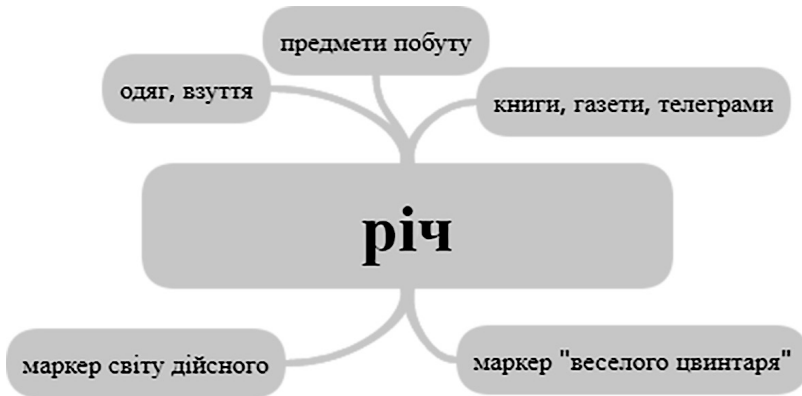 предмети побуту
одяг, взуття
книги, газети, телеграми
річ
маркер світу дійсного
маркер "веселого цвинтаря"